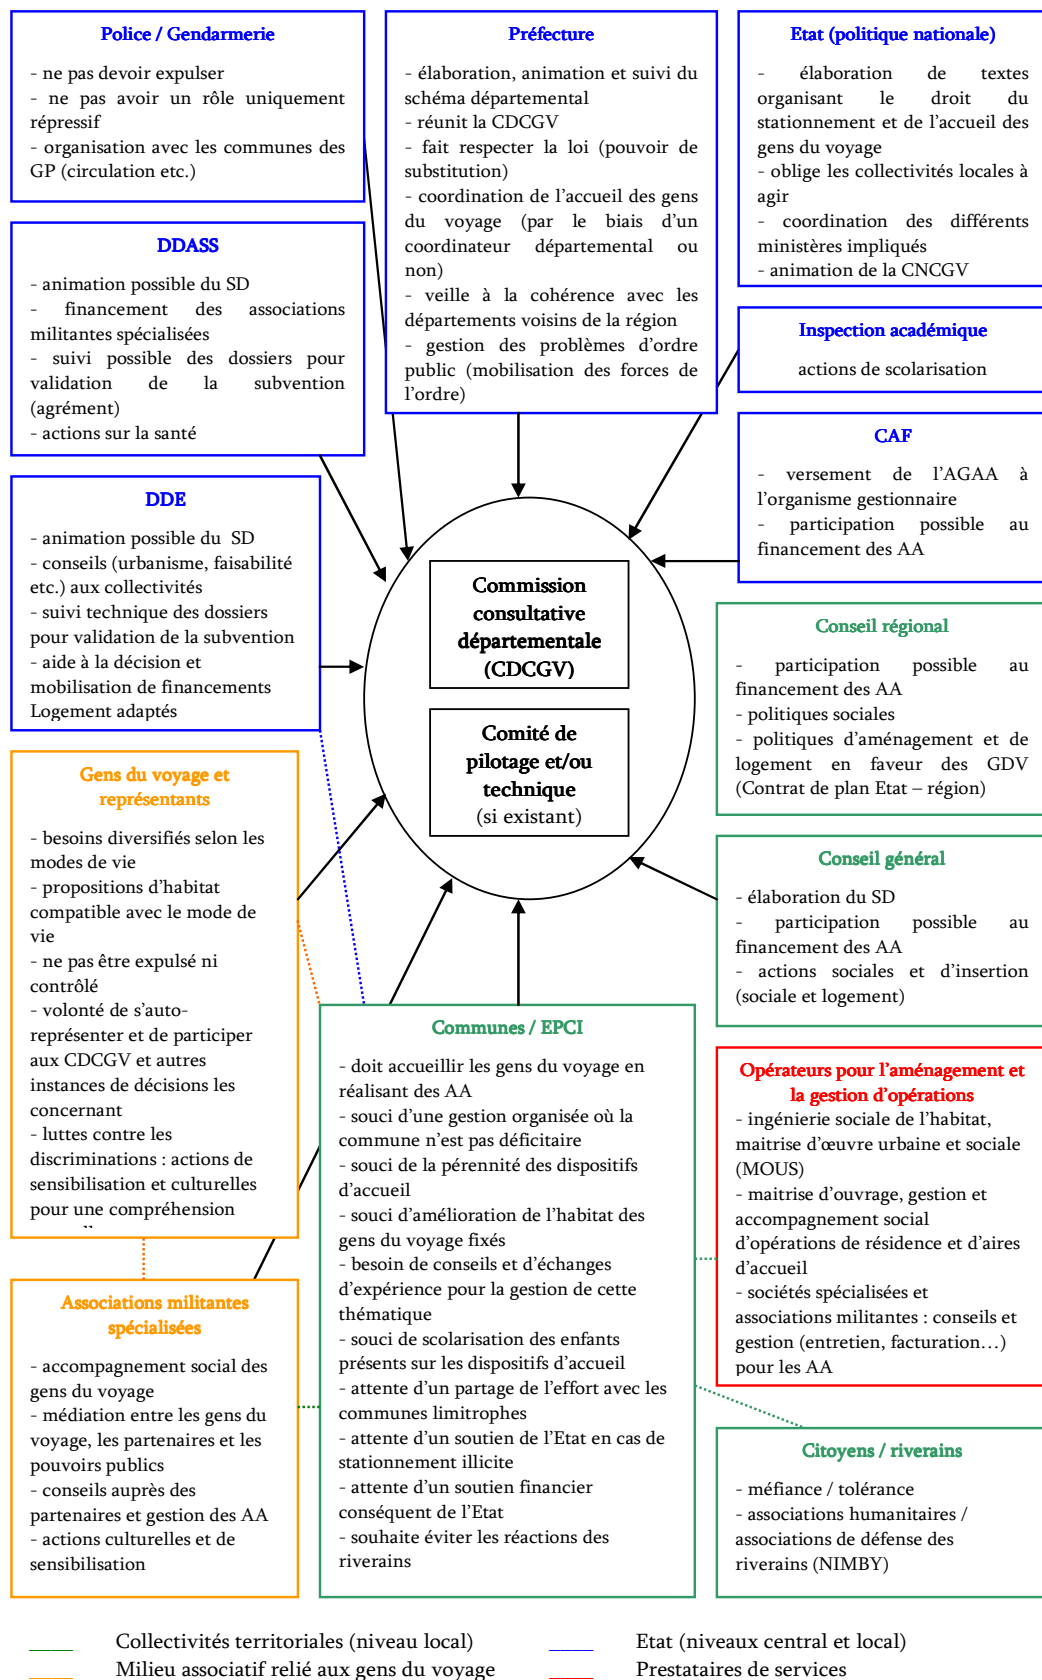 Police / Gendarmerie
- ne pas devoir expulser
- ne pas avoir un rôle uniquement
répressif
- organisation avec les communes des
GP (circulation etc.)
Préfecture
- élaboration, animation et suivi du
schéma départemental
- réunit la CDCGV
- fait respecter la loi (pouvoir de
substitution)
- coordination de l'accueil des gens
du voyage (par le biais d'un
coordinateur départemental ou
non)
- veille à la cohérence avec les
départements voisins de la région
- gestion des problèmes d'ordre
public (mobilisation des forces de
l'ordre)
Etat (politique nationale)
- élaboration de textes
organisant le droit du
stationnement et de l'accueil des
gens du voyage
- oblige les collectivités locales à
agir
- coordination des différents
ministères impliqués
- animation de la CNCGV
DDASS
- animation possible du SD
- financement des associations
militantes spécialisées
- suivi possible des dossiers pour
validation de la subvention
(agrément)
- actions sur la santé
Inspection académique
actions de scolarisation
CAF
- versement de l'AGAA à
l'organisme gestionnaire
- participation possible au
financement des AA
DDE
- animation possible du SD
- conseils (urbanisme, faisabilité
etc.) aux collectivités
- suivi technique des dossiers
pour validation de la subvention
- aide à la décision et
mobilisation de financements
Logement adaptés
Commission
consultative
départementale
(CDCGV)
Comité de
pilotage et/ou
technique
(si existant)
Conseil régional
- participation possible au
financement des AA
- politiques sociales
- politiques d'aménagement et de
logement en faveur des GDV
(Contrat de plan Etat – région)
Gens du voyage et
représentants
- besoins diversifiés selon les
modes de vie
- propositions d'habitat
compatible avec le mode de
vie
- ne pas être expulsé ni
contrôlé
- volonté de s'auto-
représenter et de participer
aux CDCGV et autres
instances de décisions les
concernant
- luttes contre les
discriminations : actions de
sensibilisation et culturelles
pour une compréhension
Conseil général
- élaboration du SD
- participation possible au
financement des AA
- actions sociales et d'insertion
(sociale et logement)
Communes / EPCI
- doit accueillir les gens du voyage en
réalisant des AA
- souci d'une gestion organisée où la
commune n'est pas déficitaire
- souci de la pérennité des dispositifs
d'accueil
- souci d'amélioration de l'habitat des
gens du voyage fixés
- besoin de conseils et d'échanges
d'expérience pour la gestion de cette
thématique
- souci de scolarisation des enfants
présents sur les dispositifs d'accueil
- attente d'un partage de l'effort avec les
communes limitrophes
- attente d'un soutien de l'Etat en cas de
stationnement illicite
- attente d'un soutien financier
conséquent de l'Etat
- souhaite éviter les réactions des
riverains
Opérateurs pour l'aménagement et
la gestion d'opérations
- ingénierie sociale de l'habitat,
maitrise d'œuvre urbaine et sociale
(MOUS)
- maitrise d'ouvrage, gestion et
accompagnement social
d'opérations de résidence et d'aires
d'accueil
- sociétés spécialisées et
associations militantes : conseils et
gestion (entretien, facturation…)
pour les AA
Associations militantes
spécialisées
- accompagnement social des
gens du voyage
- médiation entre les gens du
voyage, les partenaires et les
pouvoirs publics
- conseils auprès des
partenaires et gestion des AA
- actions culturelles et de
sensibilisation
Citoyens / riverains
- méfiance / tolérance
- associations humanitaires /
associations de défense des
riverains (NIMBY)
Collectivités territoriales (niveau local)
Etat (niveaux central et local)
Milieu associatif relié aux gens du voyage
Prestataires de services